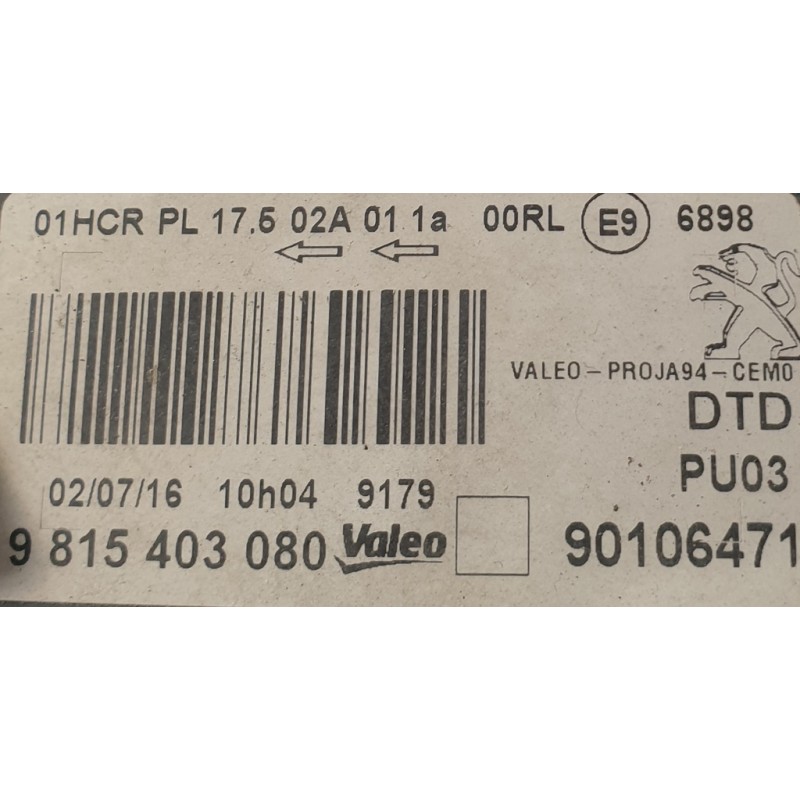 01HCR PL 17.5 02A 01 1a 00RL E9 6898
VALEO-PROJA94-CEMO
DTD
PU03
02/07/16 10h04 9179
9 815 403 080 Valeo 90106471